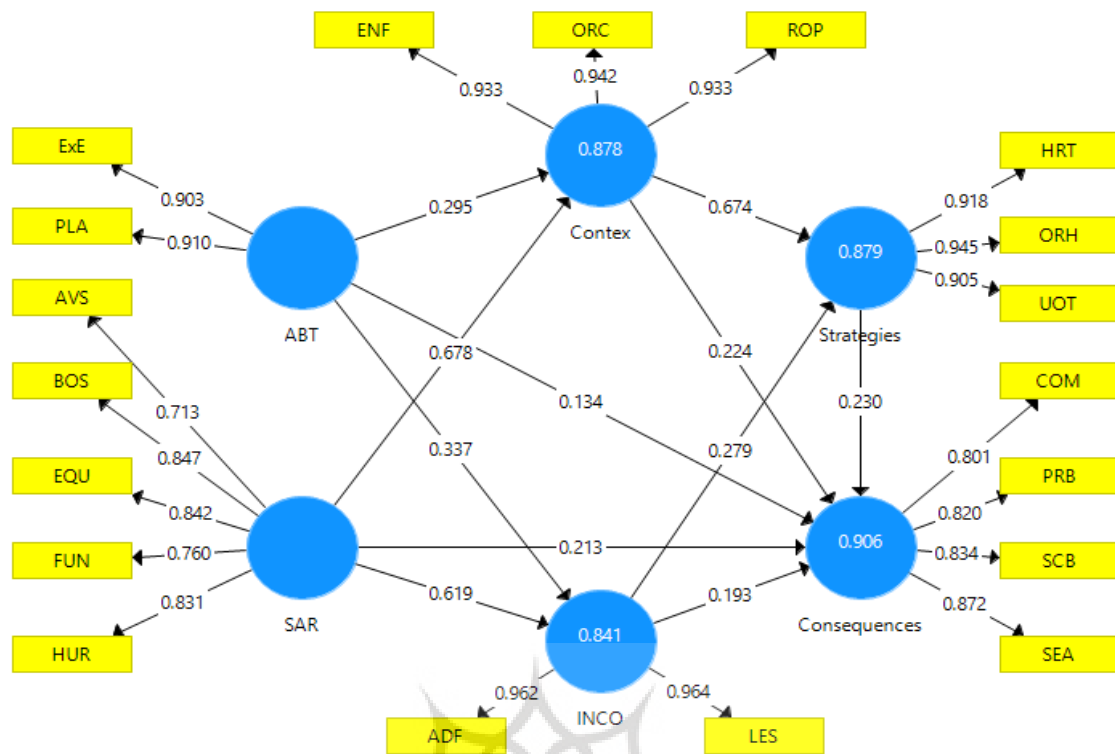 ENF
ORC
ROP
0.933
0.942
0.933
ExE
0.878
HRT
0.903
0.295
0.674
0.918
PLA
0.910
Contex
0.879
0.945
ORH
0.905
AVS
UOT
ABT
Strategies
0.678
0.224
BOS
COM
0.713
0.134
0.230
0.847
0.337
0.279
0.801
EQU
PRB
0.842
0.820
0.906
FUN
0.760
0.213
0.834
SCB
0.831
0.619
0.193
0.872
SAR
0.841
Consequences
HUR
SEA
0.962
0.964
INCO
ADF
LES